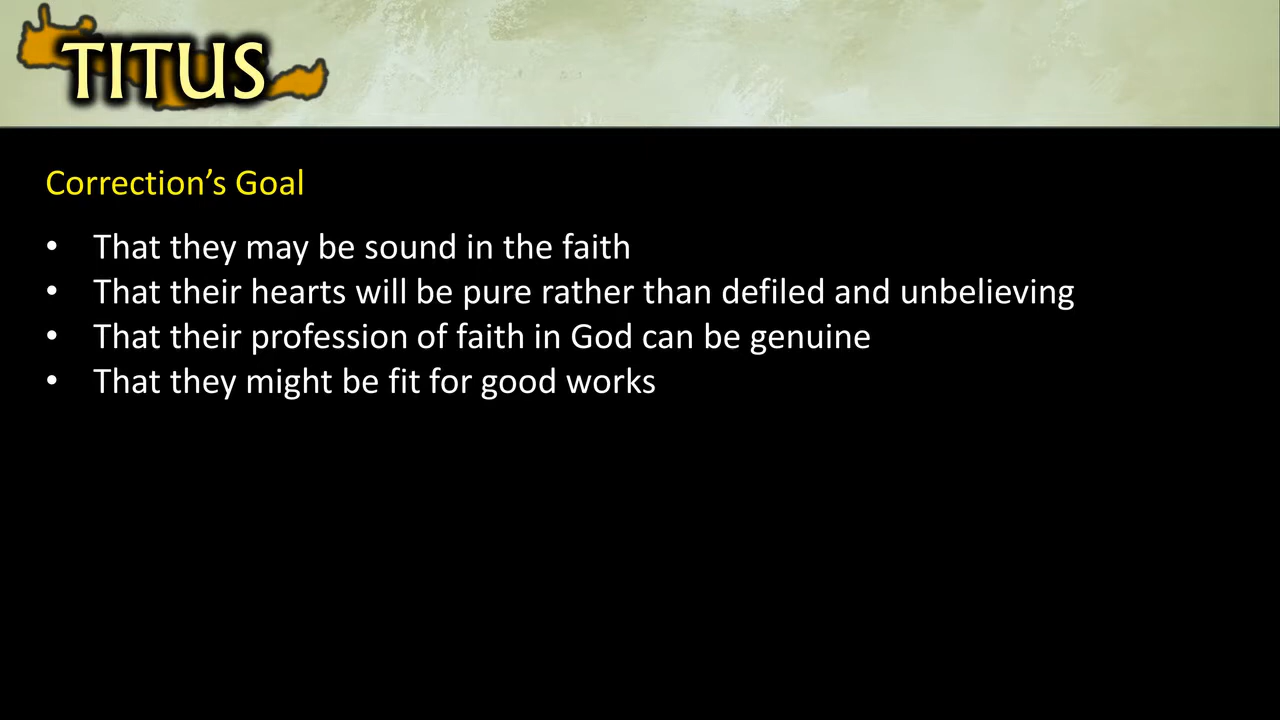 TITUS
Correction’s Goal
• That they may be sound in the faith
• That their hearts will be pure rather than defiled and unbelieving
• That their profession of faith in God can be genuine
• That they might be fit for good works